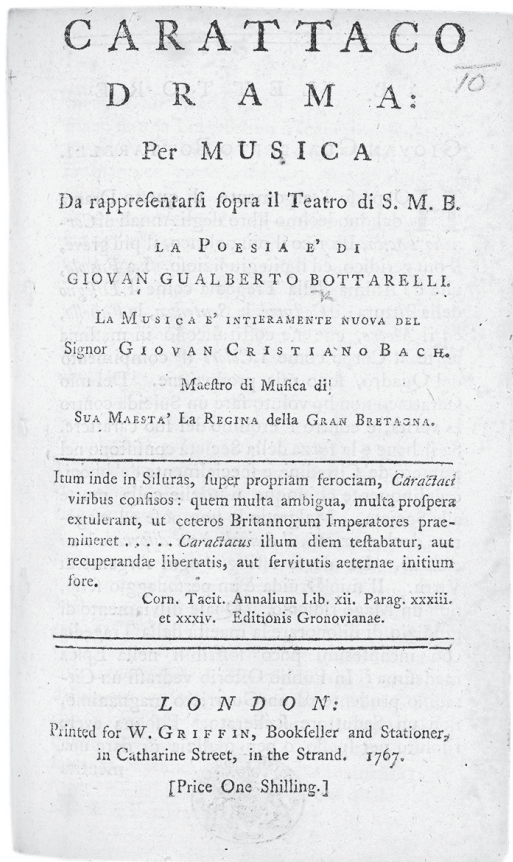 CARATTACO
10
DRAMA:
Per MUSICA
Da rappresentarsi sopra il Teatro di S. M. B.
LA POESIA E' DI
GIOVAN GUALBERTO BOTTARELLI.
LA MUSICA E' INTIERAMENTE NUOVA DEL
Signor GIOVAN CRISTIANO BACH.
Maestro di Musica di
SUA MAESTA' LA REGINA della GRAN BRETAGNA.
Itum inde in Siluras, super propriam ferociam, Caractaci
viribus confisos: quem multa ambigua, multa prospera
extulerant, ut ceteros Britannorum Imperatores prae-
mineret ..... Caractacus illum diem testabatur, aut
recuperandae libertatis, aut servitutis aeternae initium
fore.
Corn. Tacit. Annalium Lib. xii. Parag. xxxiii.
et xxxiv. Editionis Gronovianae.
LONDON:
Printed for W. GRIFFIN, Bookseller and Stationer,
in Catharine Street, in the Strand. 1767.
[Price One Shilling.]